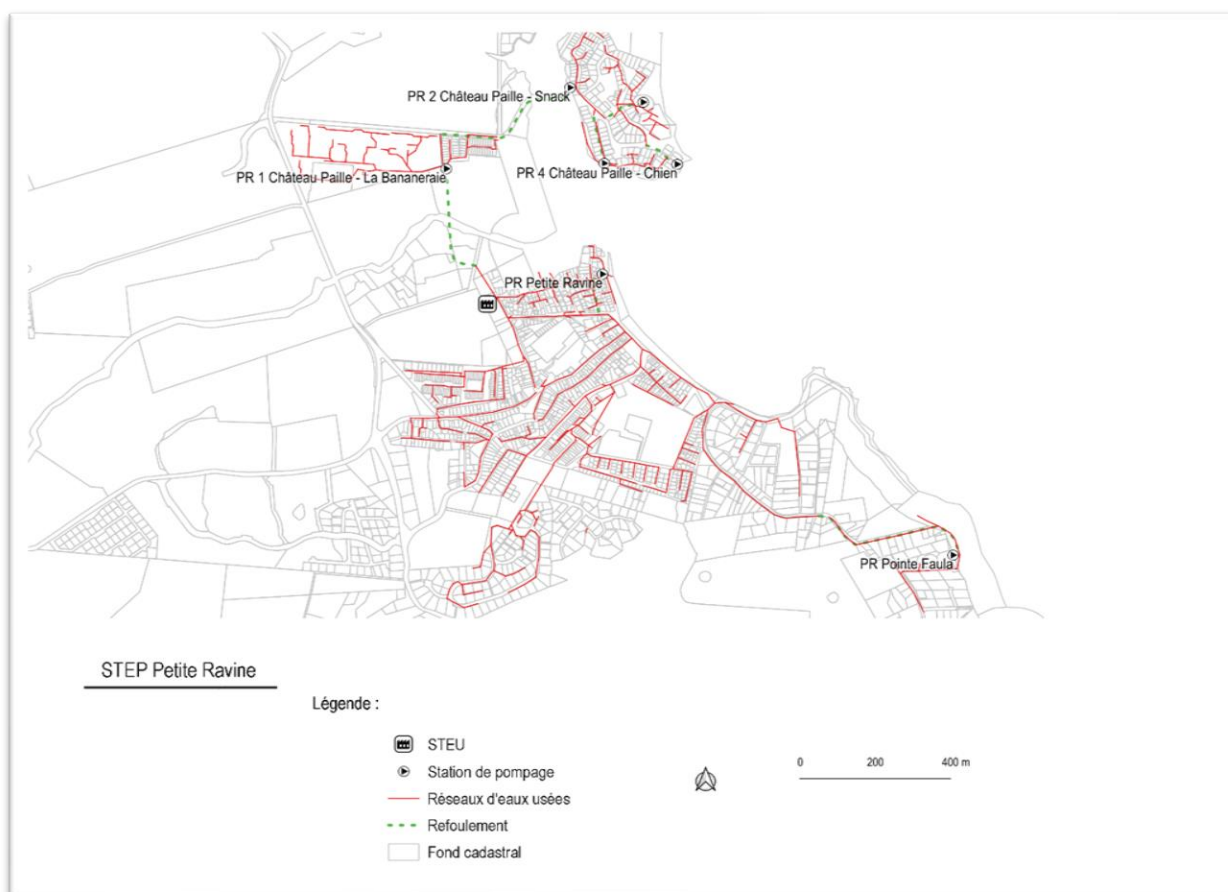 PR 2 Château Paille - Snack
PR 1 Château Paille - La Bananeraie
PR 4 Château Paille - Chien
PR Petite Ravine
PR Pointe Faula
STEP Petite Ravine
Légende :
STEU
Station de pompage
Réseaux d'eaux usées
Refoulement
Fond cadastral
0 200 400 m